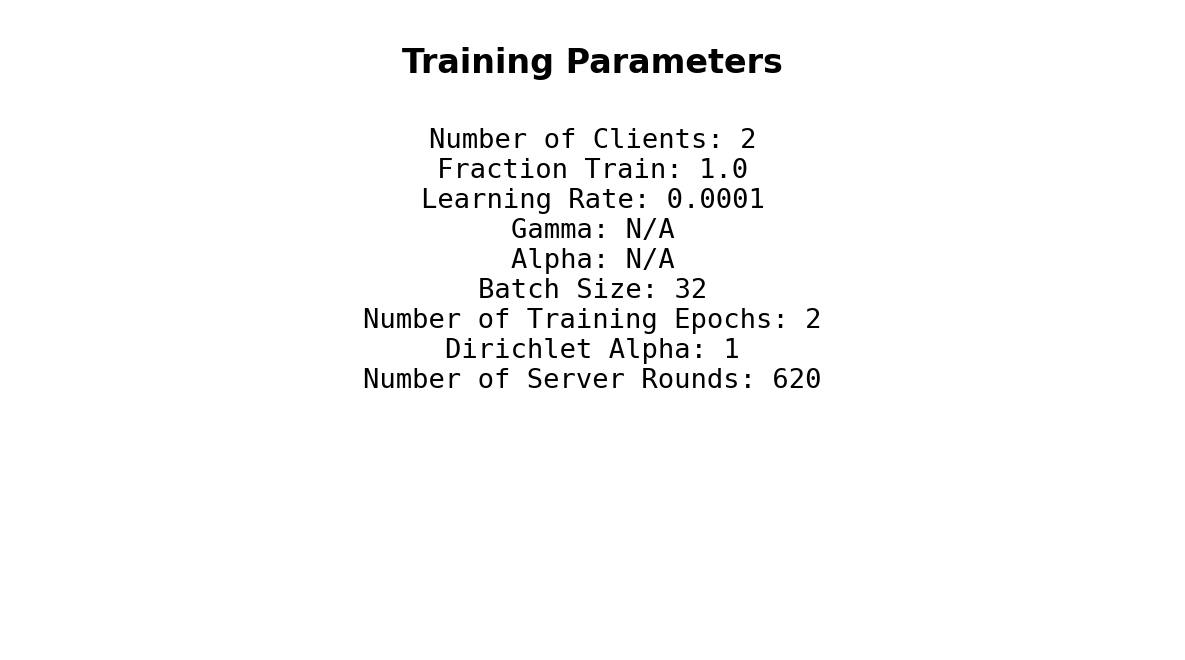 Training Parameters
Number of Clients: 2
Fraction Train: 1.0
Learning Rate: 0.0001
Gamma: N/A
Alpha: N/A
Batch Size: 32
Number of Training Epochs: 2
Dirichlet Alpha: 1
Number of Server Rounds: 620